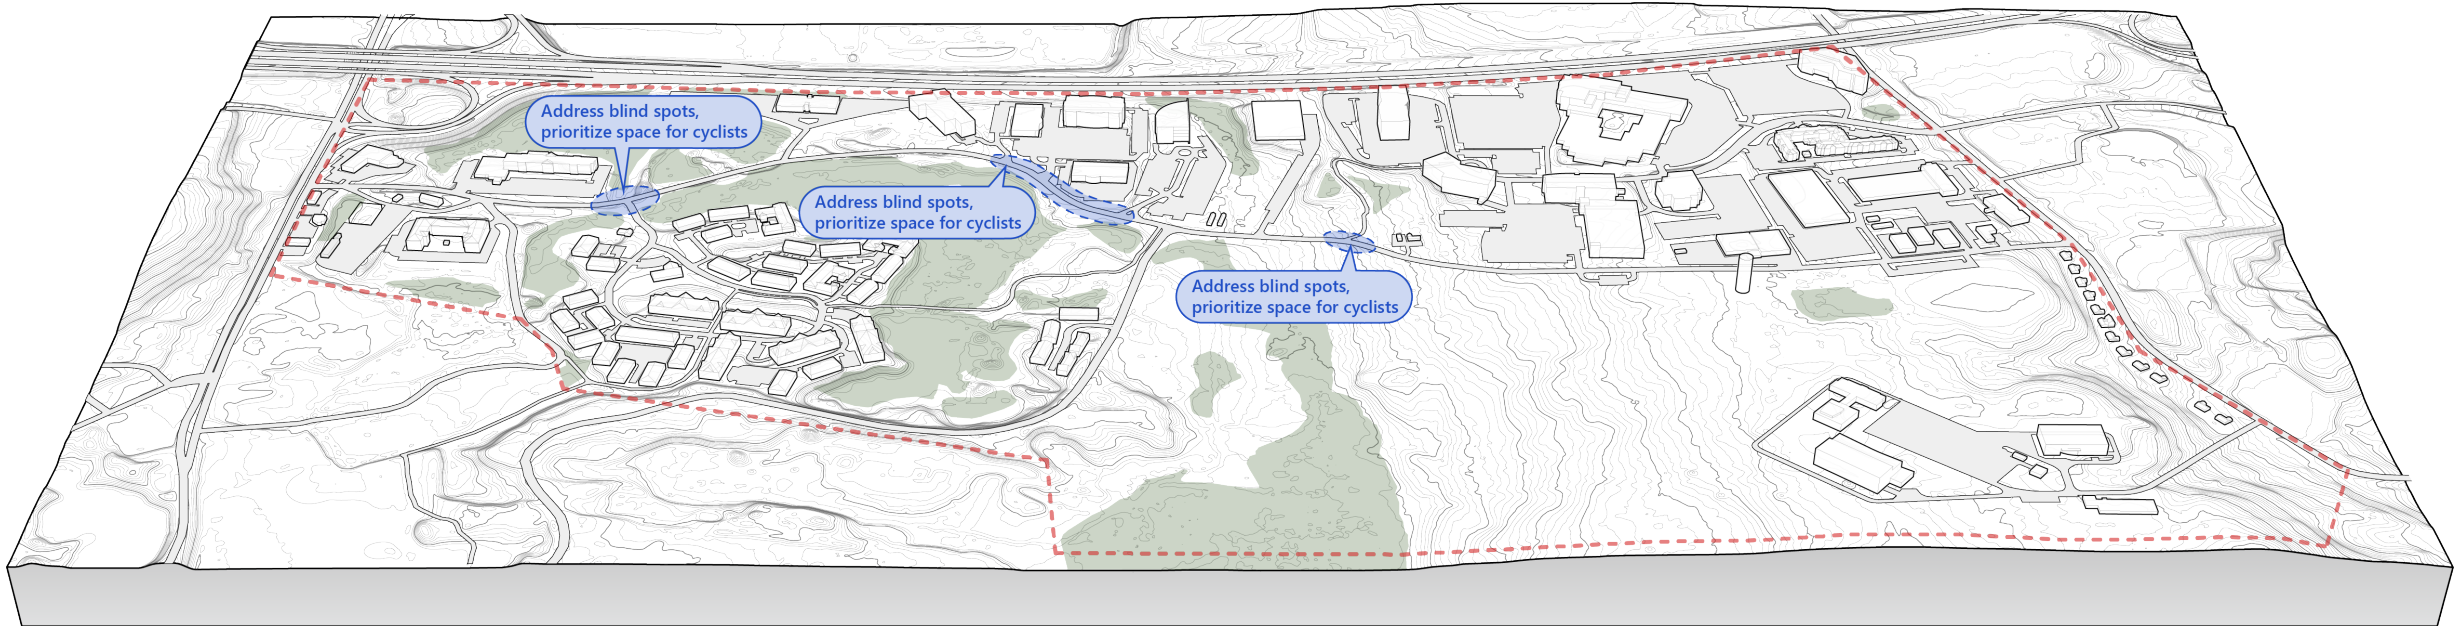 Address blind spots,
prioritize space for cyclists
Address blind spots,
prioritize space for cyclists
Address blind spots,
prioritize space for cyclists